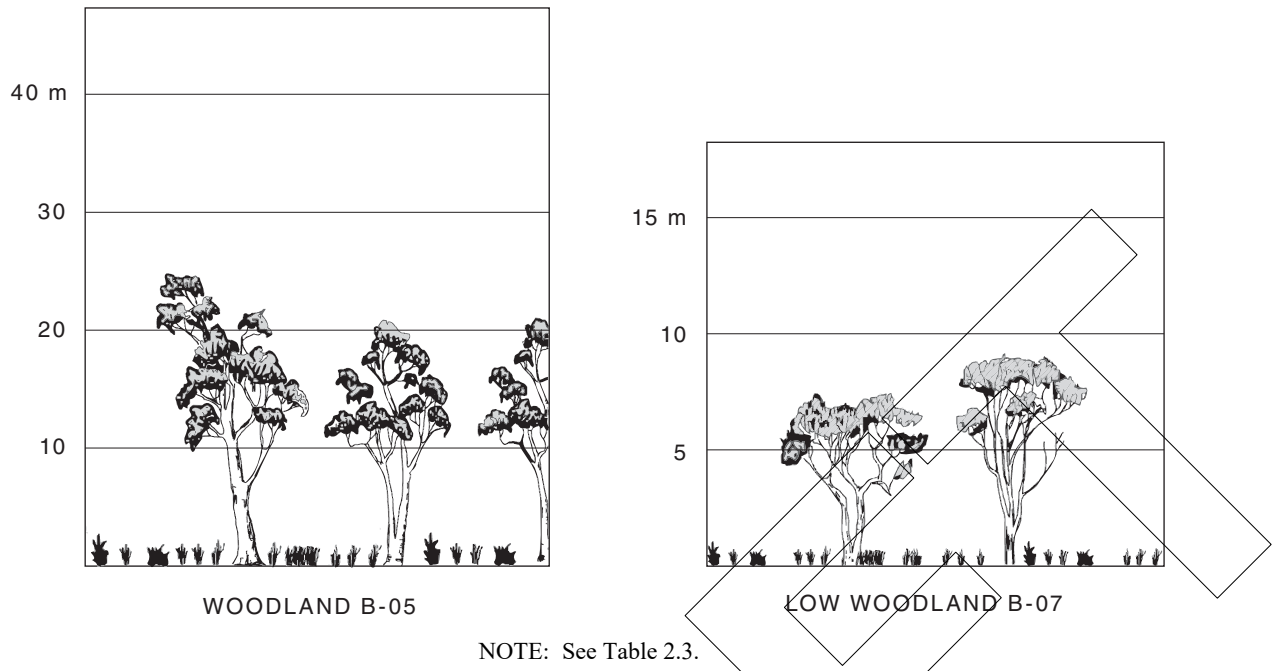 40 m
30
20
10
WOODLAND B-05
15 m
10
5
LOW WOODLAND B-07
NOTE: See Table 2.3.